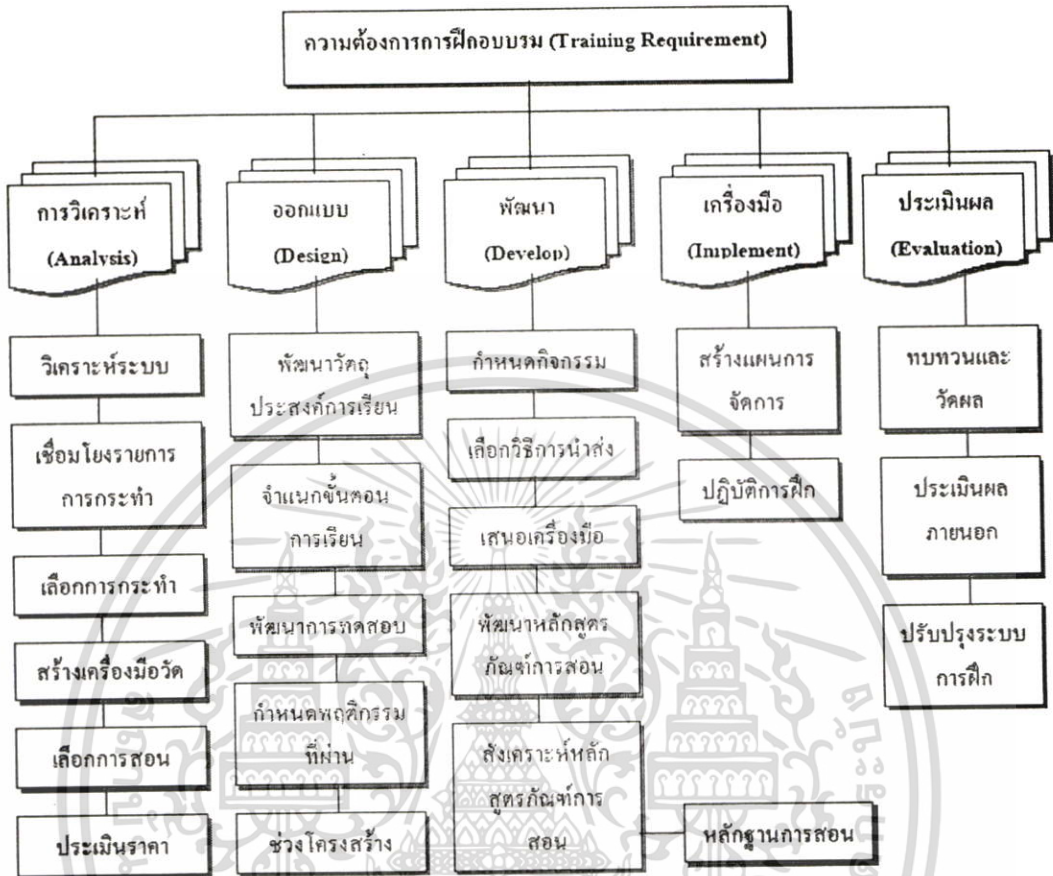 ความต้องการการฝึกอบบรม (Training Requirement)
การวิเคราะห์
(Analysis)
วิเคราะห์ระบบ
เชื่อมโยงรายการ
การกระทำ
เลือกการกระทำ
สร้างเครื่องมือวัด
เลือกการสอน
ประเมินราคา
ออกแบบ
(Design)
พัฒนาวัตถุ
ประสงค์การเรียน
จำแนกขั้นตอน
การเรียน
พัฒนาการทดสอบ
กำหนดพฤติกรรม
ที่ผ่าน
ช่วงโครงสร้าง
พัฒนา
(Develop)
กำหนดกิจกรรม
เลือกวิธีการนำส่ง
เสนอเครื่องมือ
พัฒนาหลักสูตร
ภัณฑ์การสอน
สังเคราะห์หลัก
สูตรภัณฑ์การ
สอน
หลักฐานการสอน
เครื่องมือ
(Implement)
สร้างแผนการ
จัดการ
ปฏิบัติการฝึก
ประเมินผล
(Evaluation)
ทบทวนและ
วัดผล
ประเมินผล
ภายนอก
ปรับปรุงระบบ
การฝึก